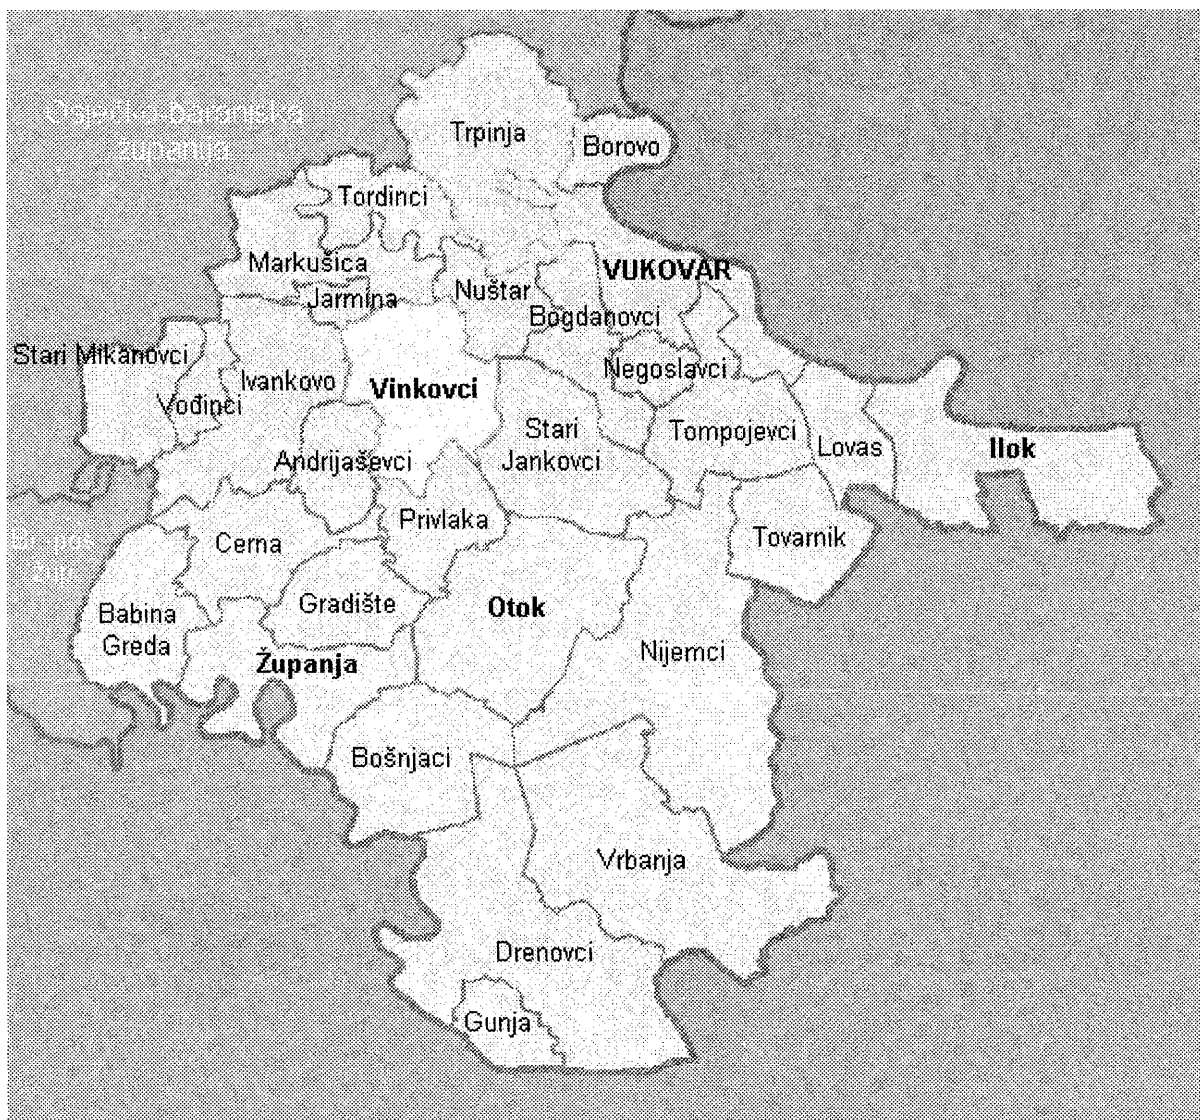 Osječko-baranjska
županija
Trpinja
Borovo
Tordinci
Markušica
Jarmina
Nuštar
VUKOVAR
Bogdanovci
Stari Mikanovci
Vođinci
Ivankovo
Vinkovci
Negoslavci
Andrijaševci
Stari
Jankovci
Tompojevci
Lovas
Ilok
Privlaka
Cerna
Tovarnik
Babina
Greda
Gradište
Otok
Županja
Nijemci
Bošnjaci
Vrbanja
Drenovci
Gunja